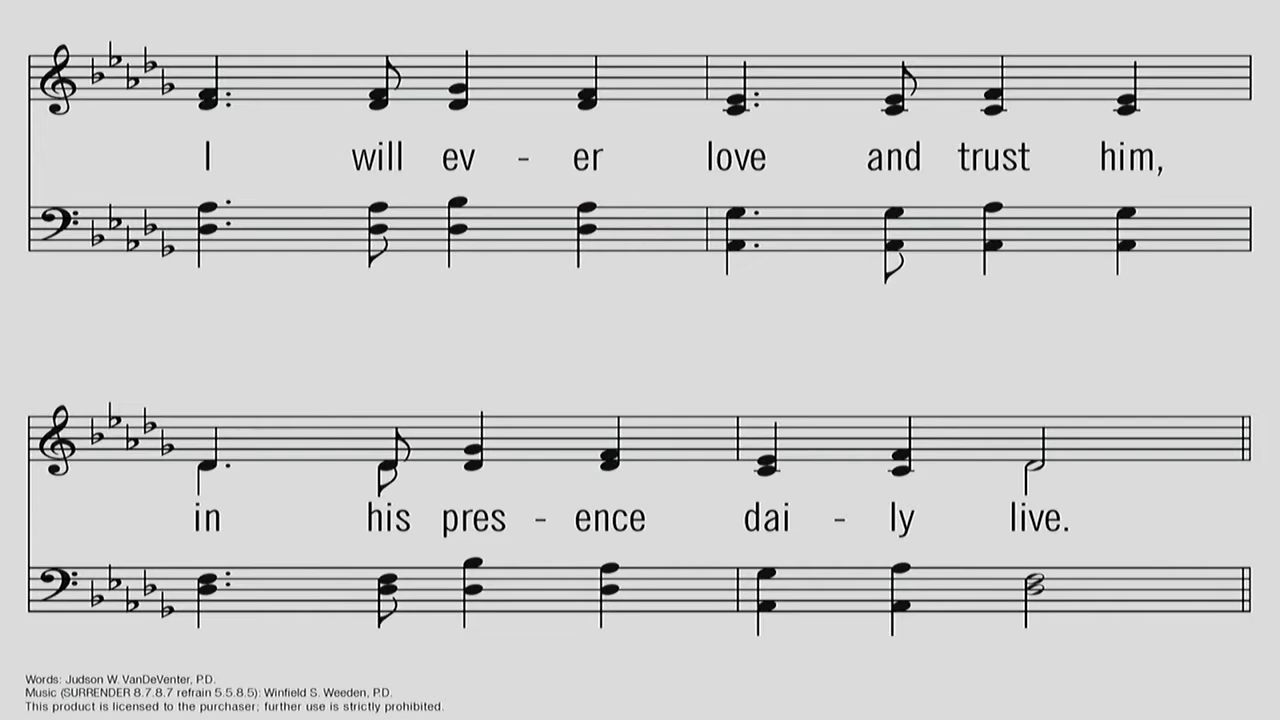 I will ev - er love and trust him,
in his pres - ence dai - ly live.
Words: Judson W. VanDeVenter, P.D.
Music (SURRENDER 8.7.8.7 refrain 5.5.8.5): Winfield S. Weeden, P.D.
This product is licensed to the purchaser; further use is strictly prohibited.